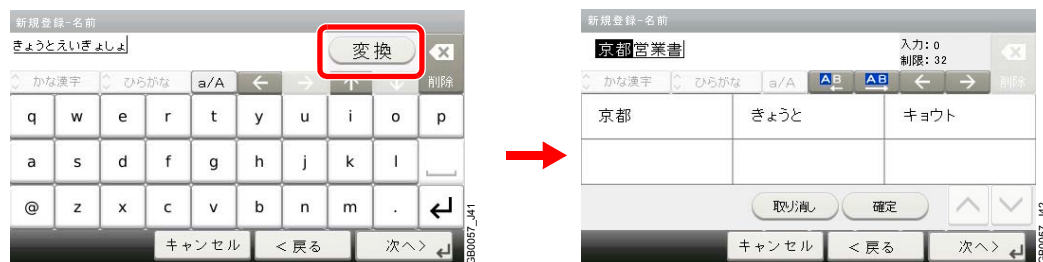 新規登録-名前
きょうとえいぎょしょ
変換
かな漢字 ひらがな a/A ← → ↑ ↓ 削除
q w e r t y u i o p
a s d f g h j k l
@ z x c v b n m .
キャンセル <戻る 次へ>
GB0057_J41
新規登録-名前
京都営業書
入力: 0
制限: 32
かな漢字 ひらがな a/A AB AB ← → 削除
京都 きょうと キョウト
取り消し 確定
キャンセル <戻る 次へ>